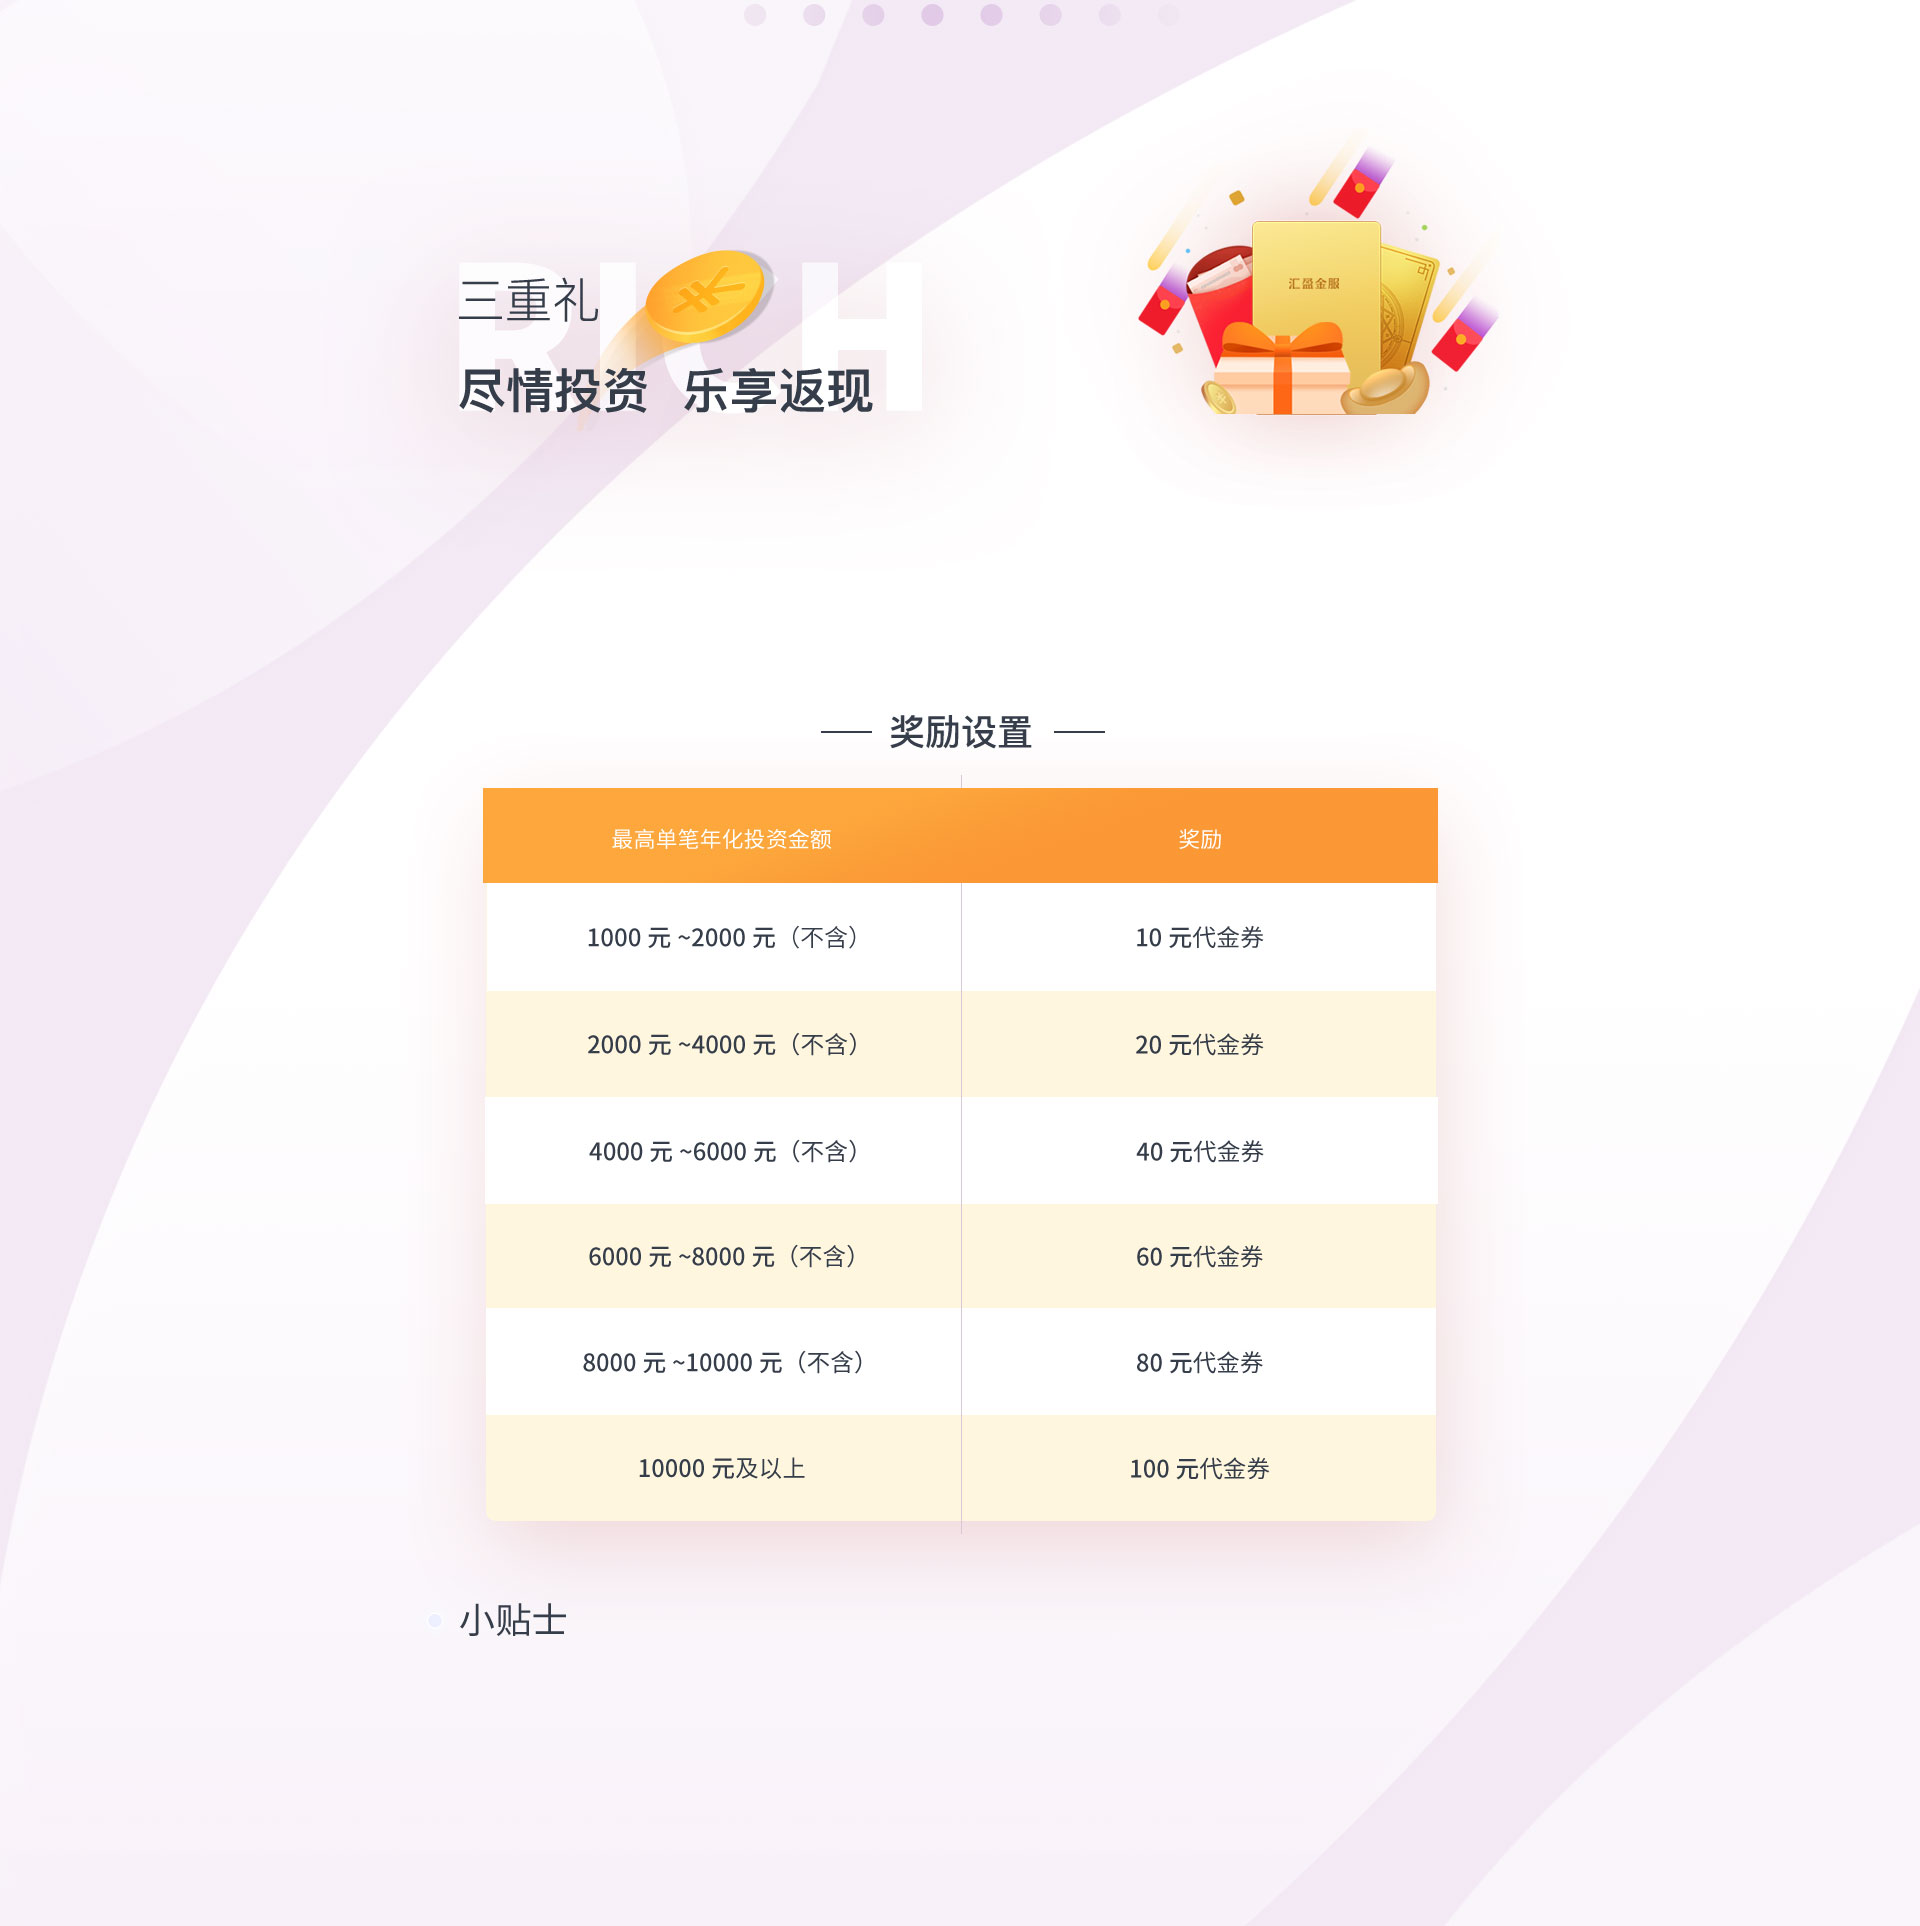 RICH
三重礼
尽情投资 乐享返现
汇盈金服
奖励设置
最高单笔年化投资金额 奖励
1000 元 ~2000 元（不含） 10 元代金券
2000 元 ~4000 元（不含） 20 元代金券
4000 元 ~6000 元（不含） 40 元代金券
6000 元 ~8000 元（不含） 60 元代金券
8000 元 ~10000 元（不含） 80 元代金券
10000 元及以上 100 元代金券
小贴士